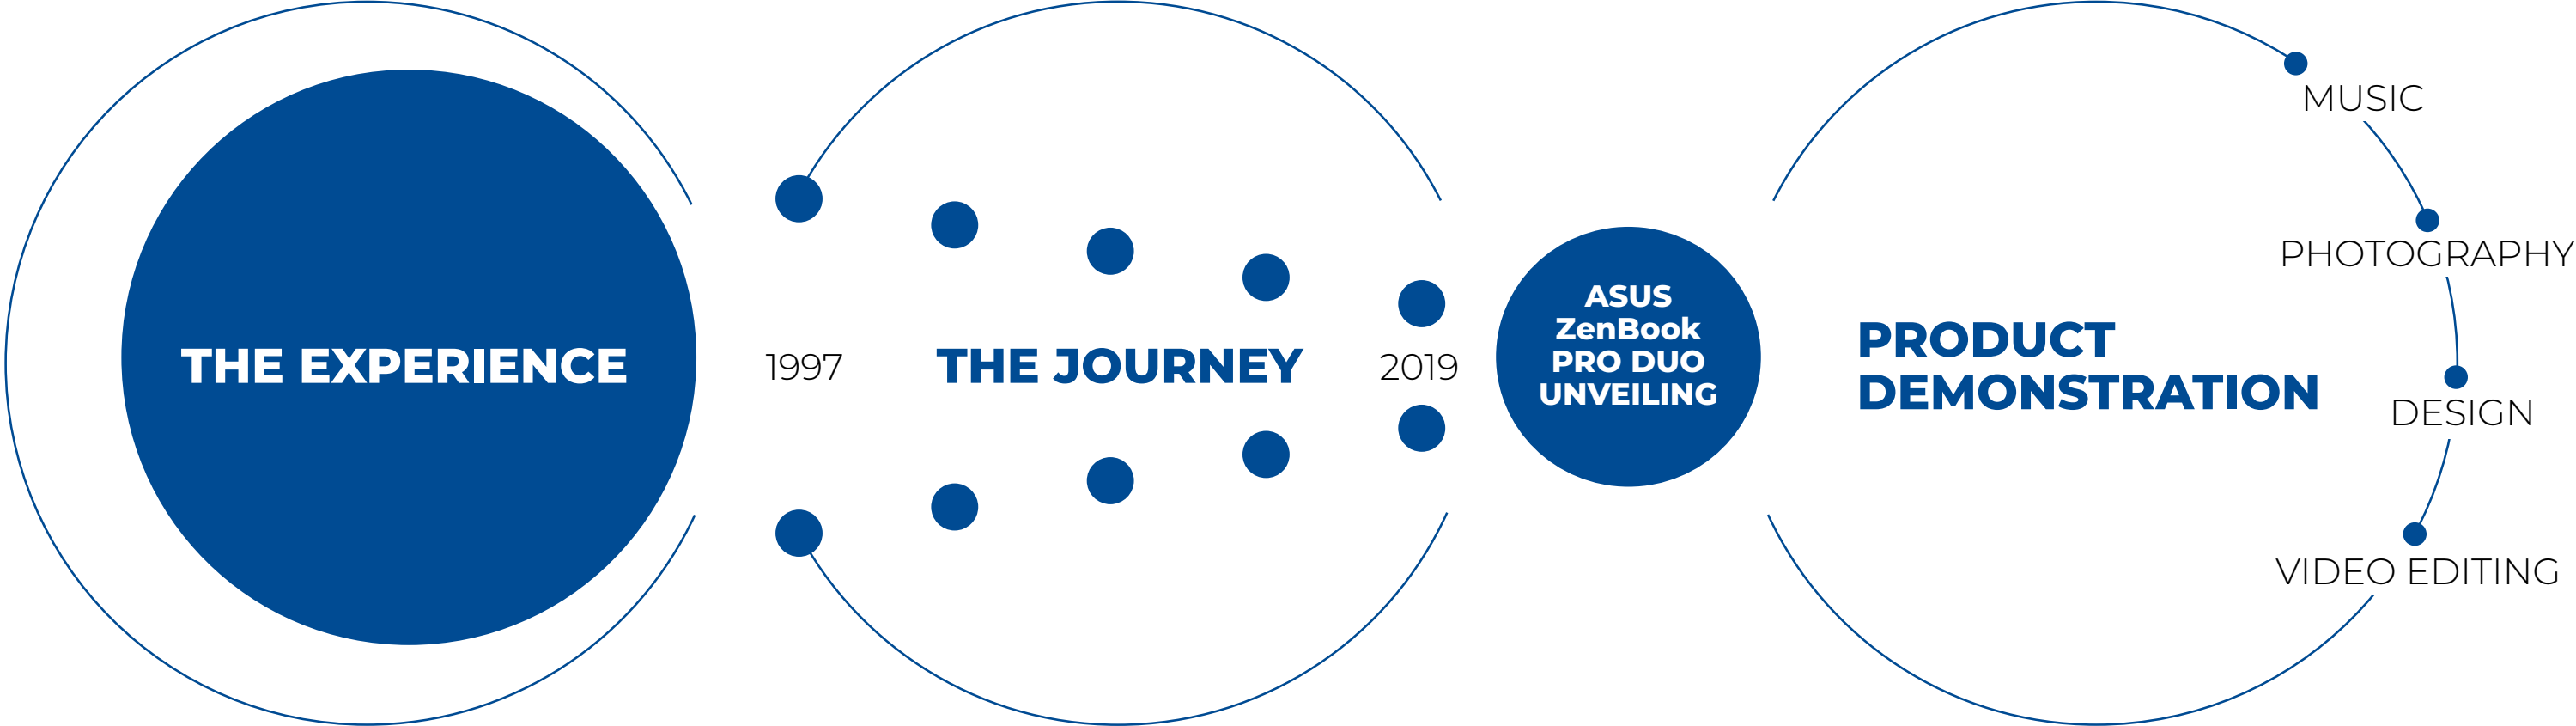 THE EXPERIENCE
1997
THE JOURNEY
2019
ASUS
ZenBook
PRO DUO
UNVEILING
PRODUCT
DEMONSTRATION
MUSIC
PHOTOGRAPHY
DESIGN
VIDEO EDITING